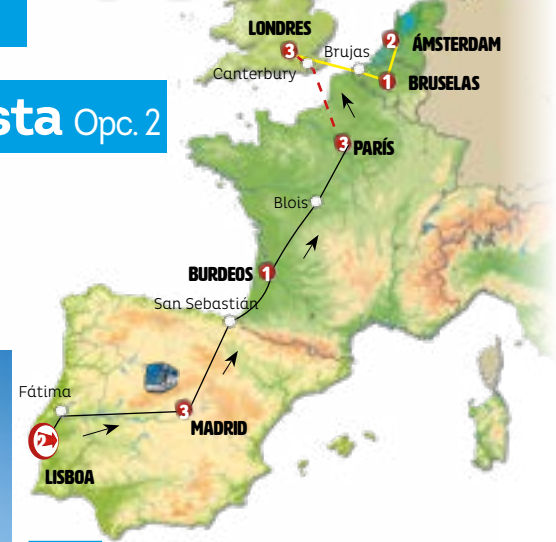 LONDRES
3
Brujas
2
ÁMSTERDAM
Canterbury
1
BRUSELAS
sta Opc. 2
3
PARÍS
Blois
BURDEOS
1
San Sebastián
Fátima
3
MADRID
2
LISBOA